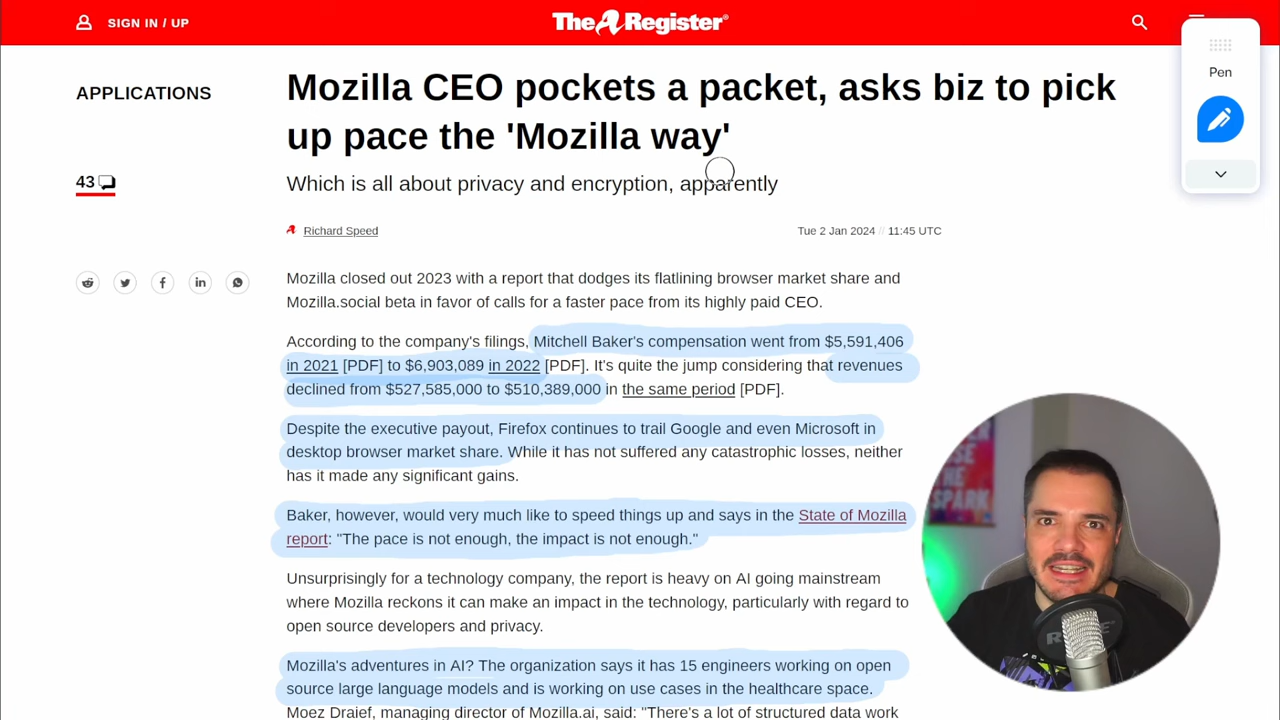 SIGN IN / UP
The Register
Pen
APPLICATIONS
Mozilla CEO pockets a packet, asks biz to pick
up pace the 'Mozilla way'
43
Which is all about privacy and encryption, apparently
Richard Speed
Tue 2 Jan 2024 // 11:45 UTC
Mozilla closed out 2023 with a report that dodges its flatlining browser market share and
Mozilla.social beta in favor of calls for a faster pace from its highly paid CEO.
According to the company's filings, Mitchell Baker's compensation went from $5,591,406
in 2021 [PDF] to $6,903,089 in 2022 [PDF]. It's quite the jump considering that revenues
declined from $527,585,000 to $510,389,000 in the same period [PDF].
Despite the executive payout, Firefox continues to trail Google and even Microsoft in
desktop browser market share. While it has not suffered any catastrophic losses, neither
has it made any significant gains.
Baker, however, would very much like to speed things up and says in the State of Mozilla
report: "The pace is not enough, the impact is not enough."
Unsurprisingly for a technology company, the report is heavy on AI going mainstream
where Mozilla reckons it can make an impact in the technology, particularly with regard to
open source developers and privacy.
Mozilla's adventures in AI? The organization says it has 15 engineers working on open
source large language models and is working on use cases in the healthcare space.
Moez Draief, managing director of Mozilla.ai, said: "There's a lot of structured data work
SPARK